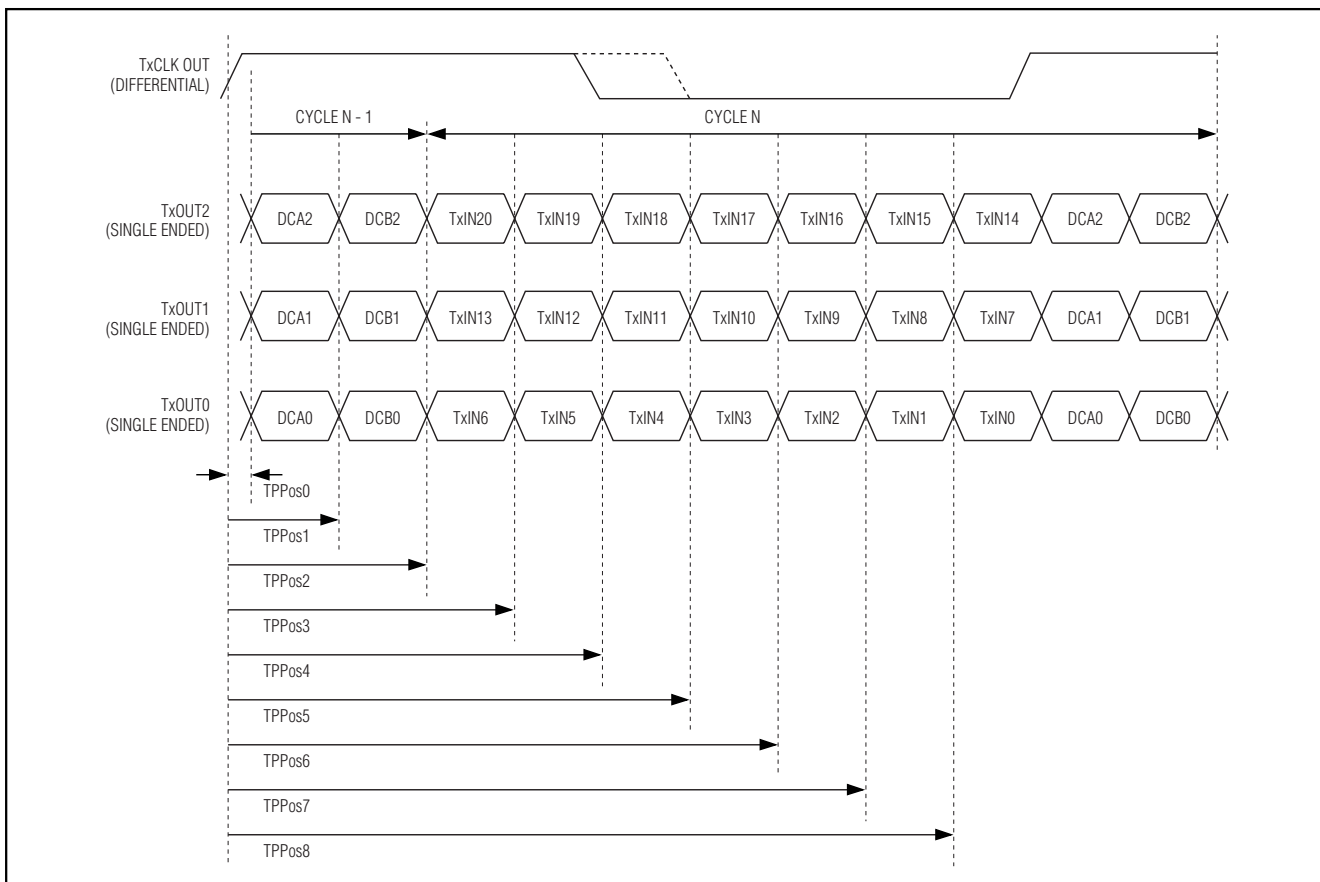 TxCLK OUT
(DIFFERENTIAL)
CYCLE N - 1
CYCLE N
TxOUT2
(SINGLE ENDED)
DCA2 DCB2 TxIN20 TxIN19 TxIN18 TxIN17 TxIN16 TxIN15 TxIN14 DCA2 DCB2
TxOUT1
(SINGLE ENDED)
DCA1 DCB1 TxIN13 TxIN12 TxIN11 TxIN10 TxIN9 TxIN8 TxIN7 DCA1 DCB1
TxOUT0
(SINGLE ENDED)
DCA0 DCB0 TxIN6 TxIN5 TxIN4 TxIN3 TxIN2 TxIN1 TxIN0 DCA0 DCB0
TPPos0
TPPos1
TPPos2
TPPos3
TPPos4
TPPos5
TPPos6
TPPos7
TPPos8